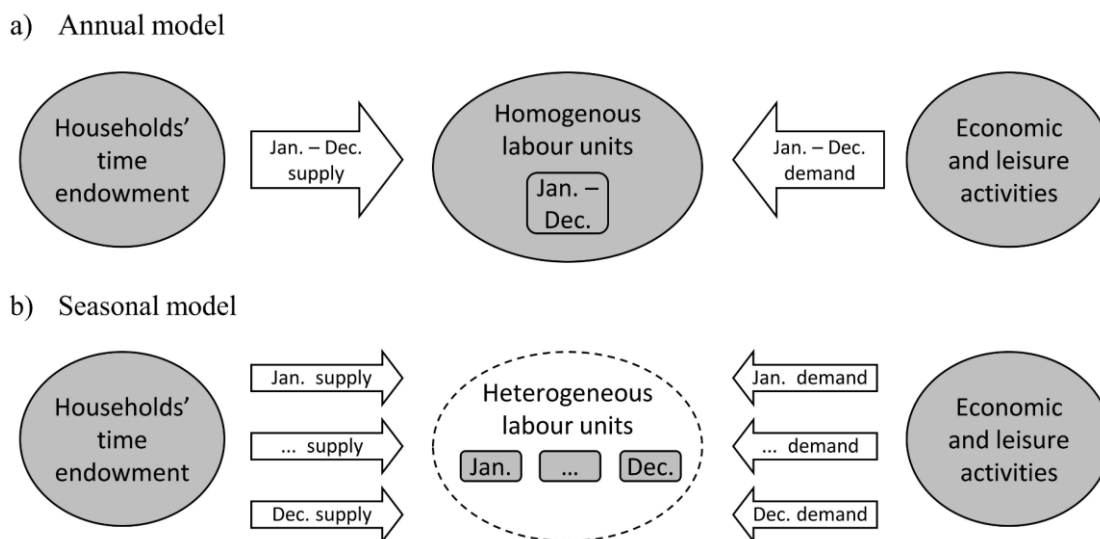 a) Annual model
Households'
time
endowment
Jan. – Dec.
supply
Homogenous
labour units
Jan. –
Dec.
Jan. – Dec.
demand
Economic
and leisure
activities
b) Seasonal model
Households'
time
endowment
Jan. supply
... supply
Dec. supply
Heterogeneous
labour units
Jan.
...
Dec.
Jan. demand
... demand
Dec. demand
Economic
and leisure
activities